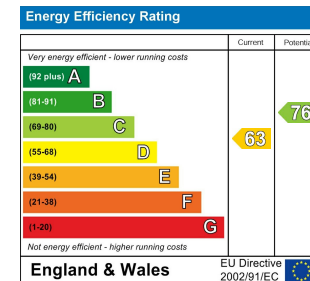 Energy Efficiency Rating
Current Potentia
Very energy efficient - lower running costs
(92 plus) A
(81-91) B
(69-80) C
(55-68) D
(39-54) E
(21-38) F
(1-20) G
63
76
Not energy efficient - higher running costs
England & Wales
EU Directive
2002/91/EC